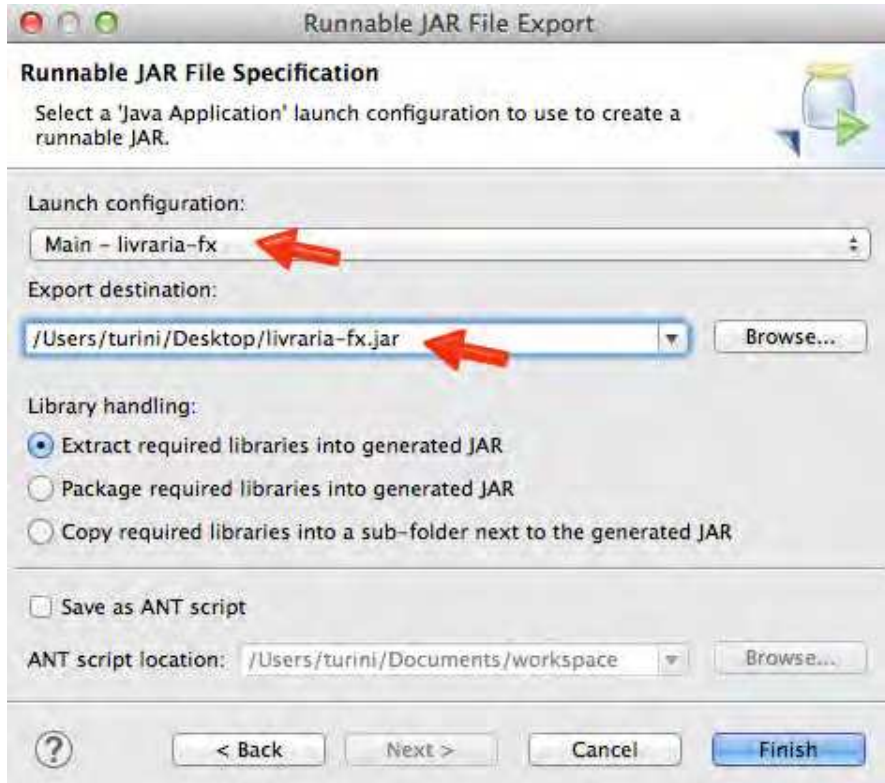 Runnable JAR File Export
Runnable JAR File Specification
Select a 'Java Application' launch configuration to use to create a
runnable JAR.
Launch configuration:
Main – livraria-fx
Export destination:
/Users/turini/Desktop/livraria-fx.jar
Browse...
Library handling:
Extract required libraries into generated JAR
Package required libraries into generated JAR
Copy required libraries into a sub-folder next to the generated JAR
Save as ANT script
ANT script location: /Users/turini/Documents/workspace Browse...
? < Back Next > Cancel Finish